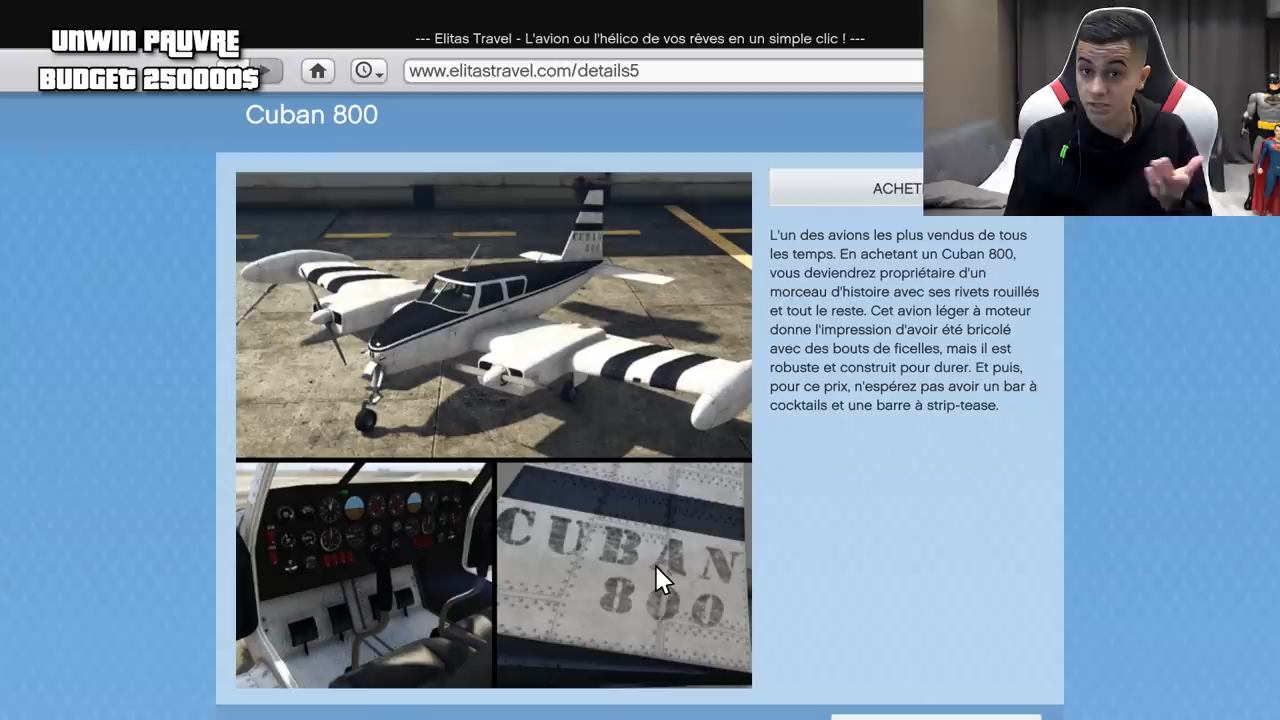 UNWIN PAUVRE
BUDGET 250000$
--- Elitas Travel - L'avion ou l'hélico de vos rêves en un simple clic ! ---
www.elitastravel.com/details5
Cuban 800
ACHET
L'un des avions les plus vendus de tous
les temps. En achetant un Cuban 800,
vous deviendrez propriétaire d'un
morceau d'histoire avec ses rivets rouillés
et tout le reste. Cet avion léger à moteur
donne l'impression d'avoir été bricolé
avec des bouts de ficelles, mais il est
robuste et construit pour durer. Et puis,
pour ce prix, n'espérez pas avoir un bar à
cocktails et une barre à strip-tease.
CUBAN
800
CUBAN
800